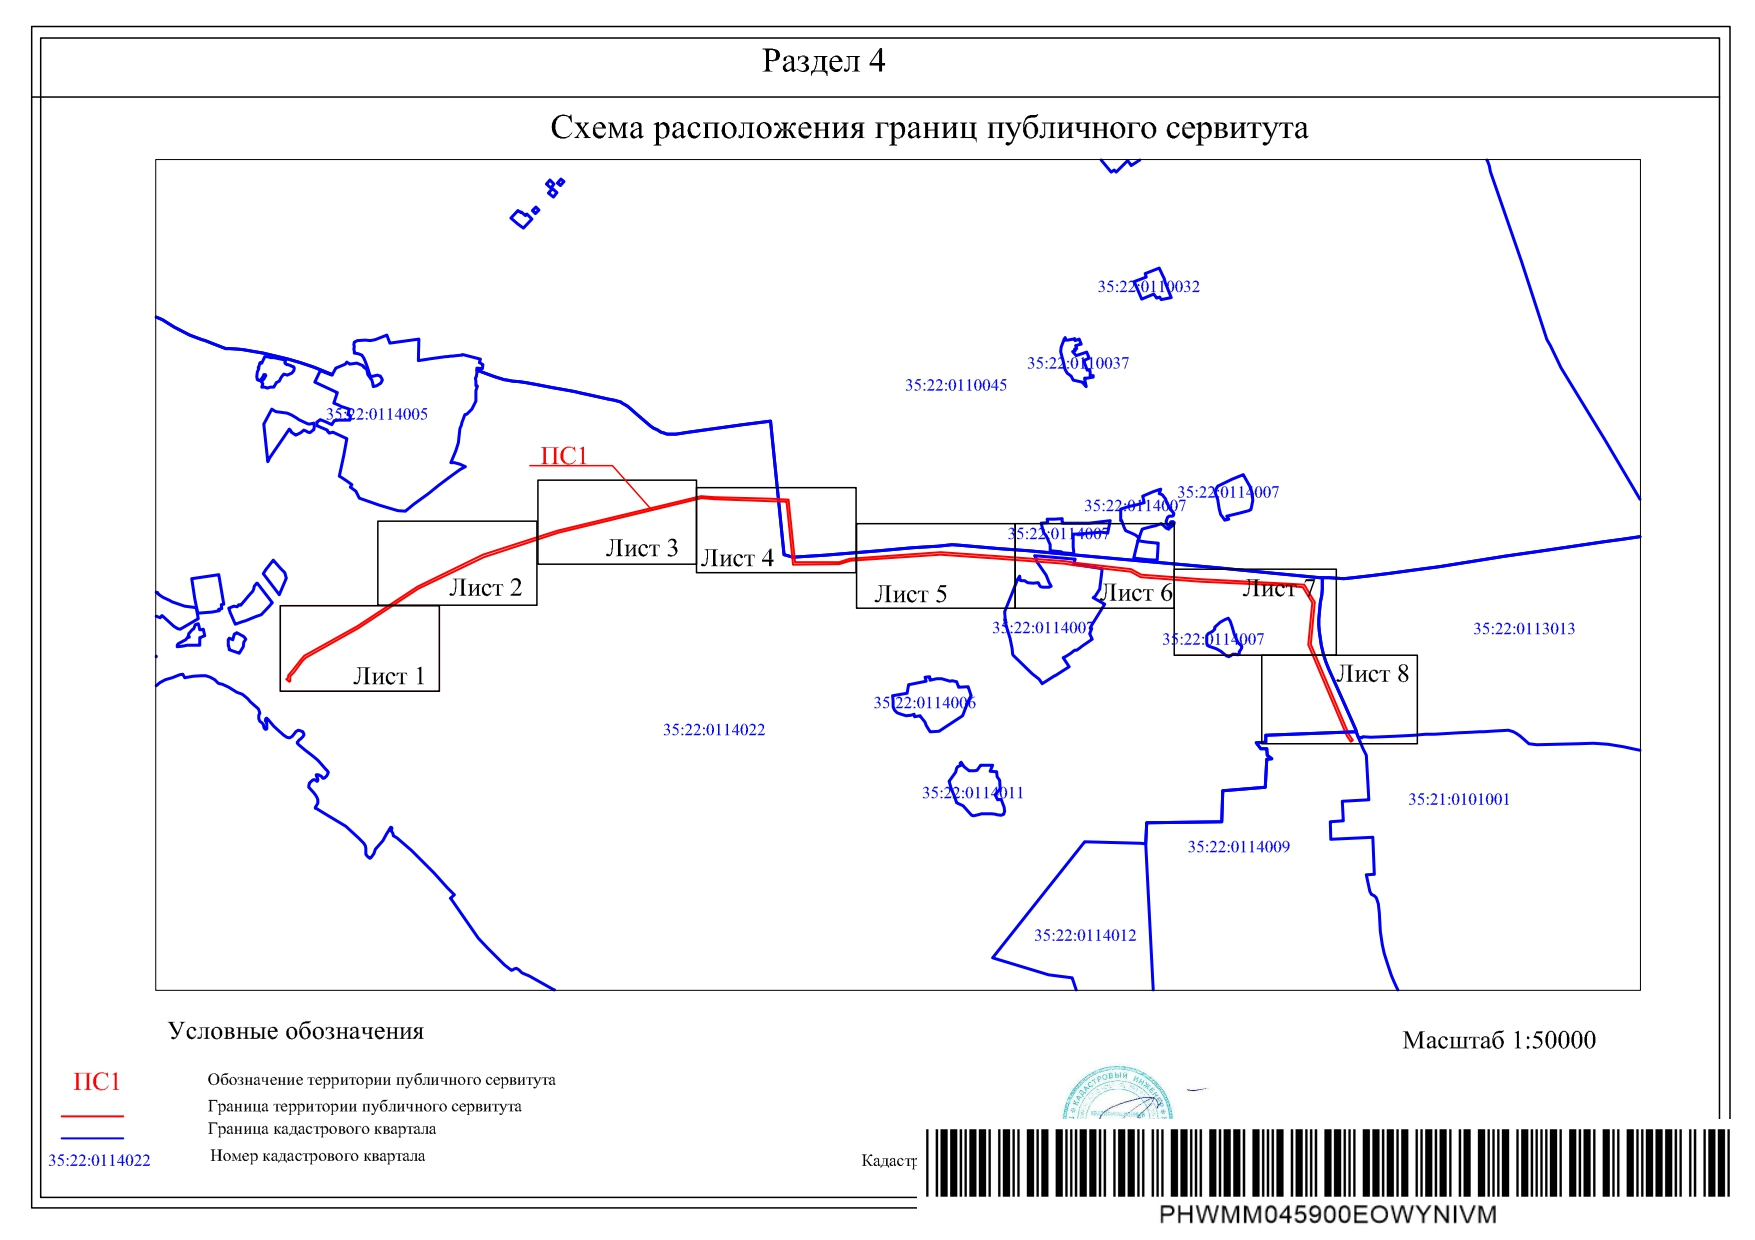 Раздел 4
Схема расположения границ публичного сервитута
35:22:0110032
35:22:0110037
35:22:0110045
35:22:0114005
ПС1
35:22:0114007
35:22:0114007
35:22:0114007
Лист 3
Лист 4
Лист 2
Лист 5
Лист 6
Лист 7
35:22:0114007
35:22:0114007
35:22:0113013
Лист 1
Лист 8
35:22:0114006
35:22:0114022
35:22:0114011
35:21:0101001
35:22:0114009
35:22:0114012
Условные обозначения
Масштаб 1:50000
ПС1
Обозначение территории публичного сервитута
Граница территории публичного сервитута
Граница кадастрового квартала
35:22:0114022
Номер кадастрового квартала
КАДАСТРОВЫЙ ИНЖЕНЕР
Кадастр
PHWMM045900EOWYNIVM